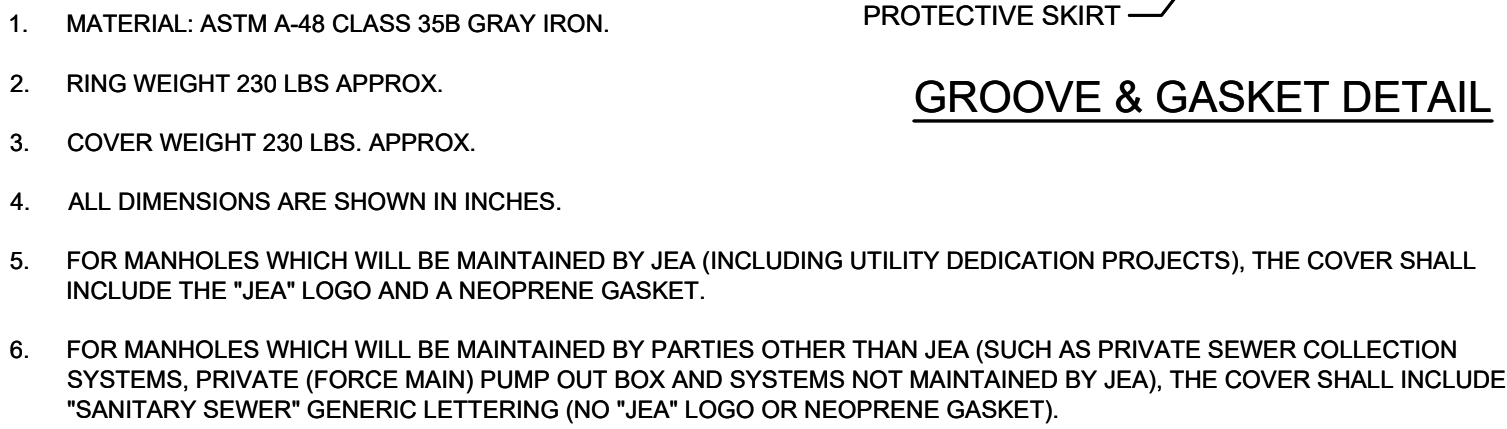 1. MATERIAL: ASTM A-48 CLASS 35B GRAY IRON.
2. RING WEIGHT 230 LBS APPROX.
3. COVER WEIGHT 230 LBS. APPROX.
4. ALL DIMENSIONS ARE SHOWN IN INCHES.
5. FOR MANHOLES WHICH WILL BE MAINTAINED BY JEA (INCLUDING UTILITY DEDICATION PROJECTS), THE COVER SHALL
INCLUDE THE "JEA" LOGO AND A NEOPRENE GASKET.
6. FOR MANHOLES WHICH WILL BE MAINTAINED BY PARTIES OTHER THAN JEA (SUCH AS PRIVATE SEWER COLLECTION
SYSTEMS, PRIVATE (FORCE MAIN) PUMP OUT BOX AND SYSTEMS NOT MAINTAINED BY JEA), THE COVER SHALL INCLUDE
"SANITARY SEWER" GENERIC LETTERING (NO "JEA" LOGO OR NEOPRENE GASKET).
PROTECTIVE SKIRT
GROOVE & GASKET DETAIL